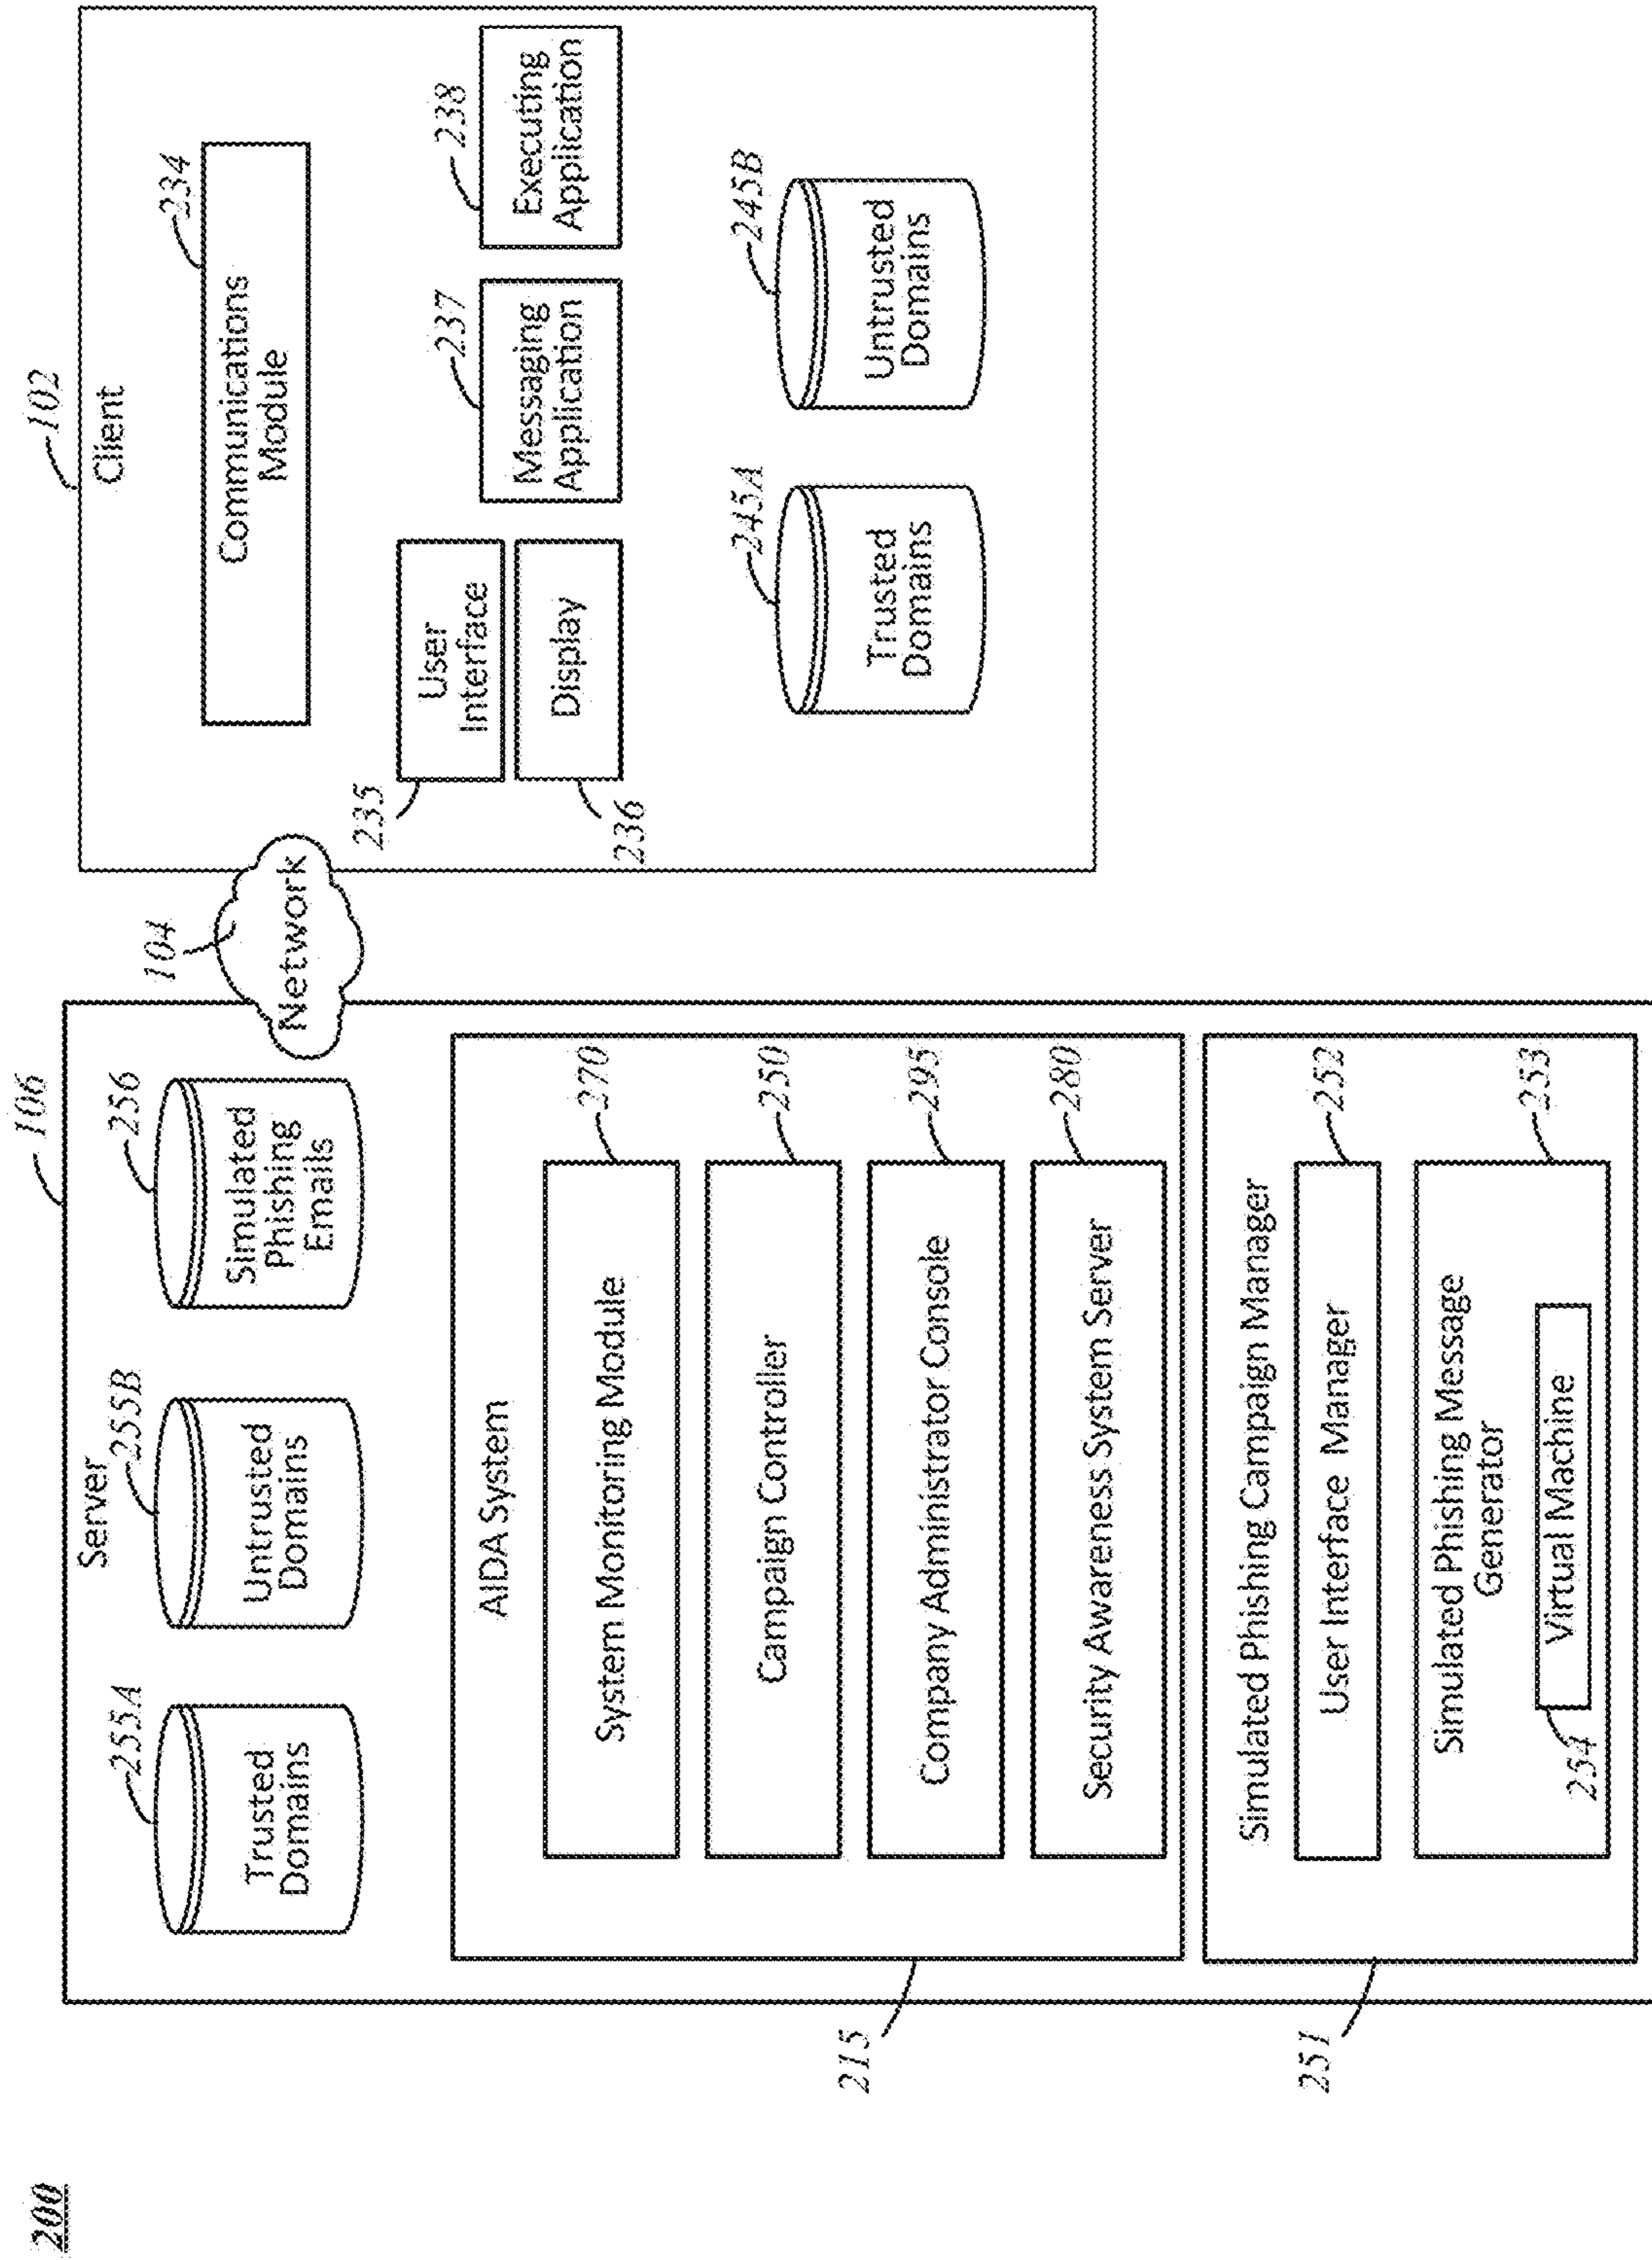 200
106
Server
255A
Trusted
Domains
255B
Untrusted
Domains
256
Simulated
Phishing
Emails
AIDA System
System Monitoring Module
270
Campaign Controller
250
Company Administrator Console
295
Security Awareness System Server
280
215
Simulated Phishing Campaign Manager
User Interface Manager
252
Simulated Phishing Message
Generator
253
Virtual Machine
254
251
104
Network
102
Client
234
Communications
Module
235
User
Interface
Display
236
237
Messaging
Application
238
Executing
Application
245A
Trusted
Domains
245B
Untrusted
Domains